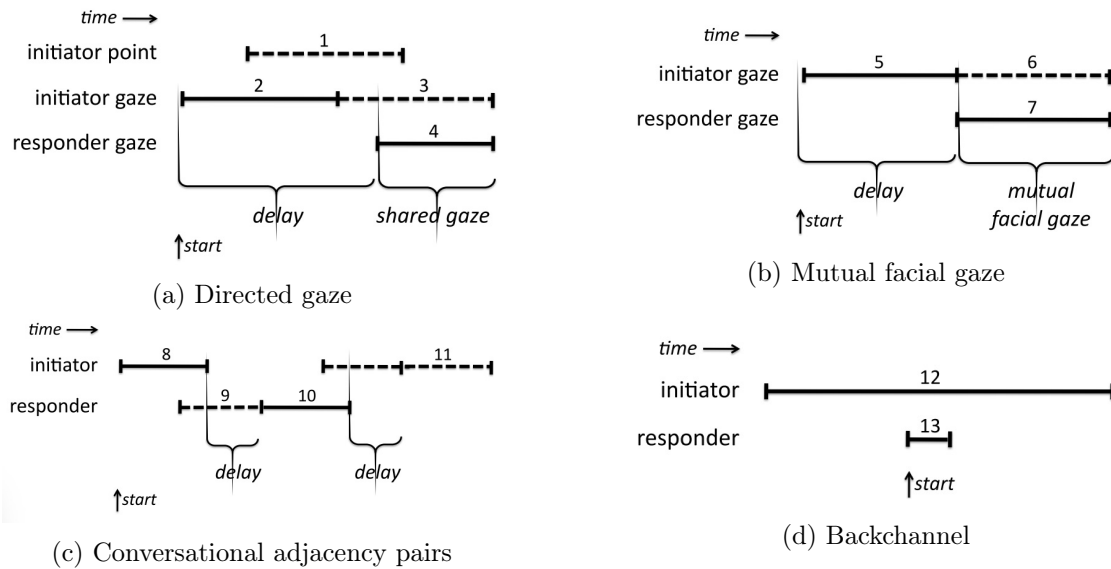 time →
initiator point
1
initiator gaze
2
3
responder gaze
4
delay
shared gaze
↑start
(a) Directed gaze
time →
initiator gaze
5
6
responder gaze
7
delay
mutual
facial gaze
↑start
(b) Mutual facial gaze
time →
initiator
8
11
responder
9
10
delay
delay
↑start
(c) Conversational adjacency pairs
time →
initiator
12
responder
13
↑start
(d) Backchannel